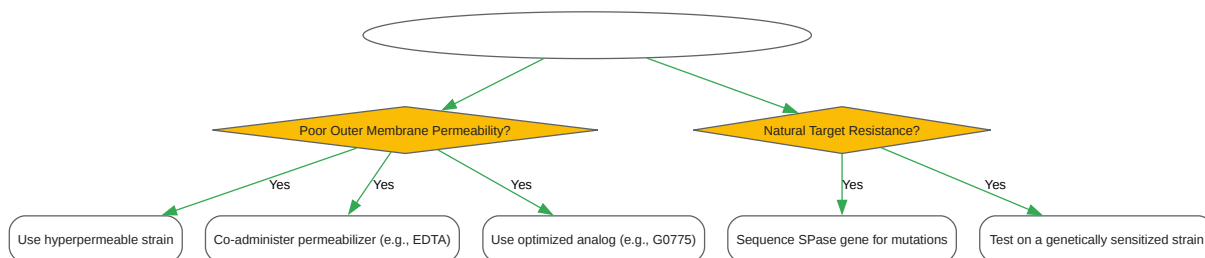 Poor Outer Membrane Permeability?
Natural Target Resistance?
Yes
Yes
Yes
Yes
Yes
Use hyperpermeable strain
Co-administer permeabilizer (e.g., EDTA)
Use optimized analog (e.g., G0775)
Sequence SPase gene for mutations
Test on a genetically sensitized strain